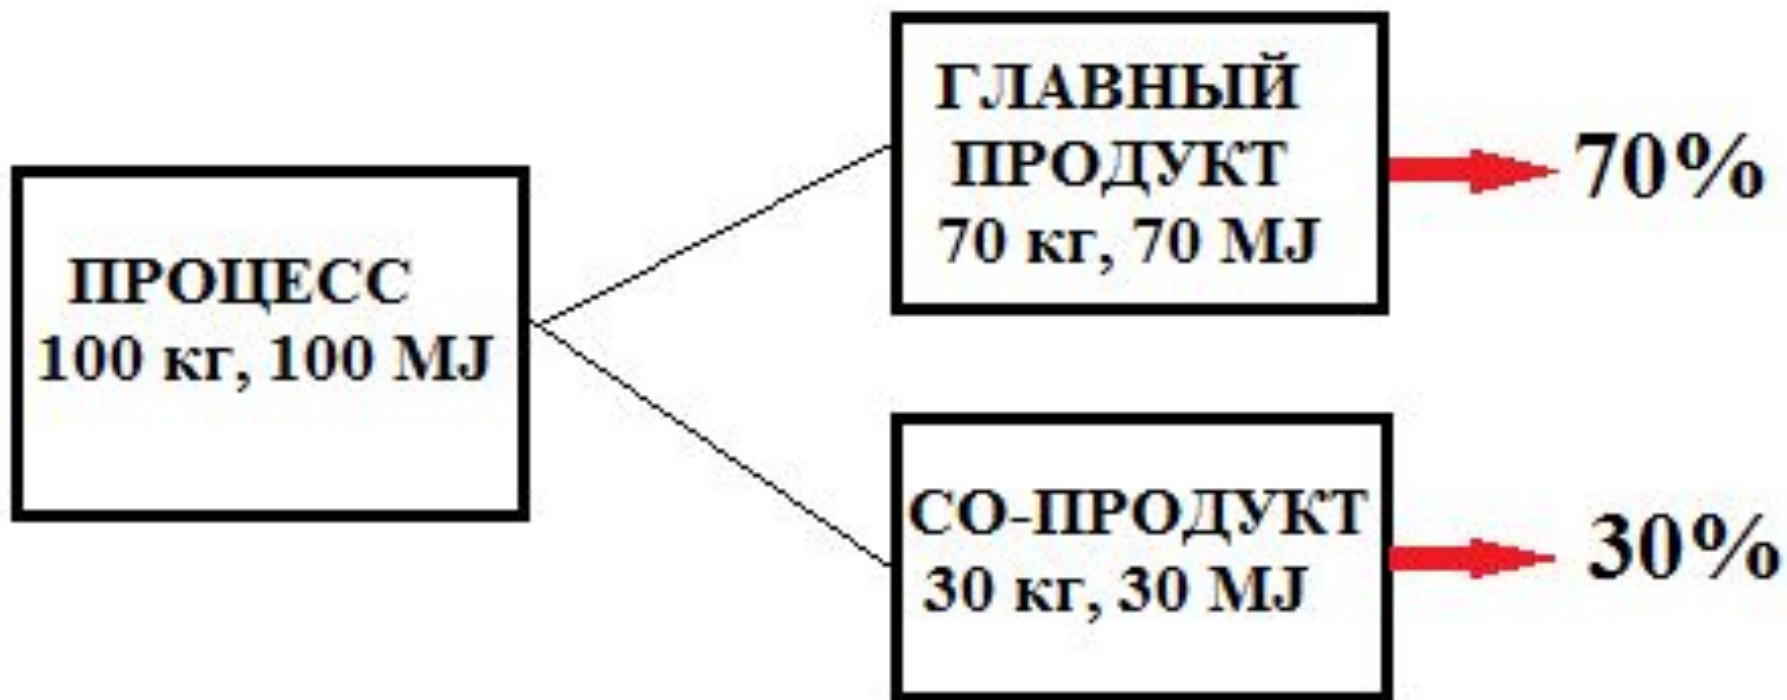 ПРОЦЕСС
100 кг, 100 MJ
ГЛАВНЫЙ
ПРОДУКТ
70 кг, 70 MJ
70%
СО-ПРОДУКТ
30 кг, 30 MJ
30%